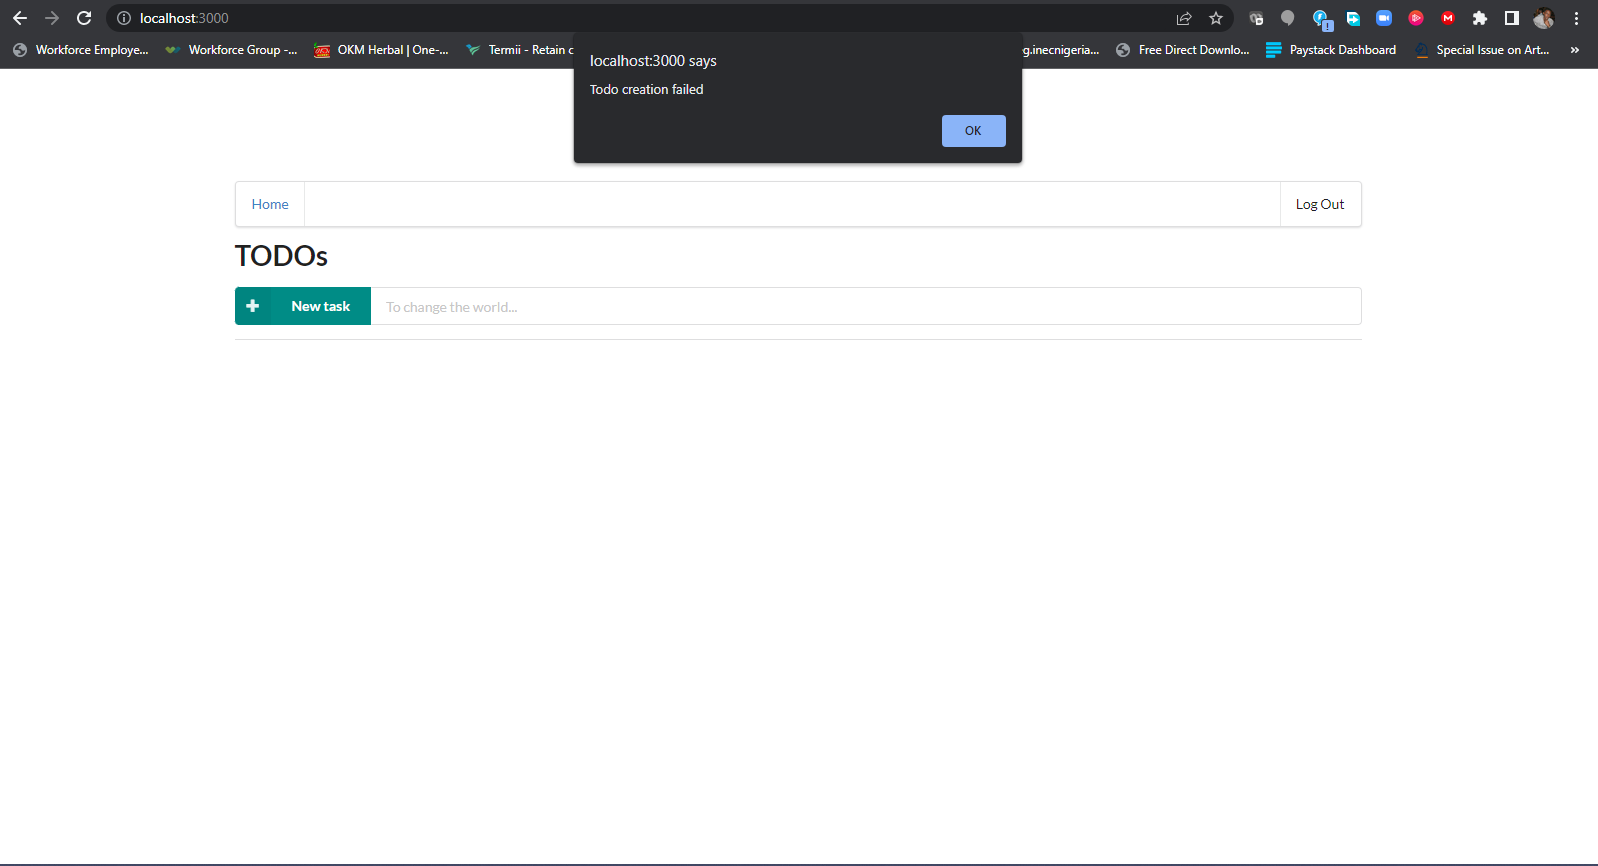 localhost:3000
Workforce Employe...
Workforce Group -...
OKM Herbal | One-...
Termii - Retain c
g.inecnigeria...
Free Direct Downlo...
Paystack Dashboard
Special Issue on Art...
»
localhost:3000 says
Todo creation failed
OK
Home
Log Out
TODOs
New task
To change the world...